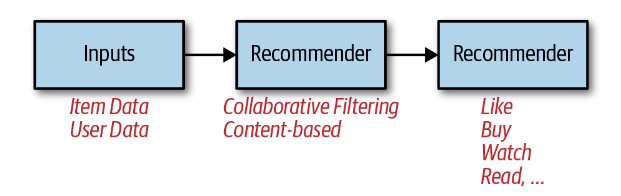 Inputs
Recommender
Recommender
Item Data
User Data
Collaborative Filtering
Content-based
Like
Buy
Watch
Read, ...